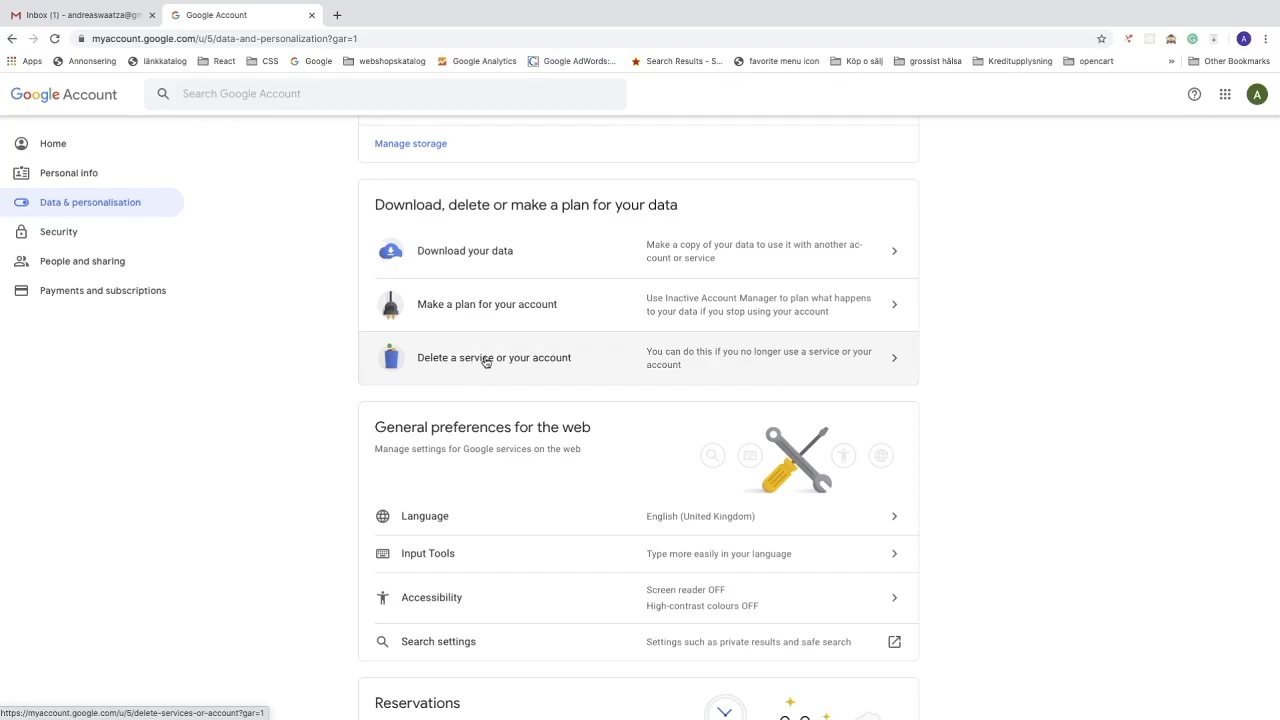 Inbox (1) - andreaswaatza@gm
Google Account
myaccount.google.com/u/5/data-and-personalization?gar=1
A
Apps
Annonsering
länkkatalog
React
CSS
Google
webshopskatalog
Google Analytics
Google AdWords:...
Search Results - S...
favorite menu icon
Köp o sälj
grossist hälsa
Kreditupplysning
opencart
»
Other Bookmarks
Google Account
Search Google Account
A
Home
Personal info
Data & personalisation
Security
People and sharing
Payments and subscriptions
Manage storage
Download, delete or make a plan for your data
Download your data
Make a copy of your data to use it with another ac-
count or service
Make a plan for your account
Use Inactive Account Manager to plan what happens
to your data if you stop using your account
Delete a service or your account
You can do this if you no longer use a service or your
account
General preferences for the web
Manage settings for Google services on the web
Language
English (United Kingdom)
Input Tools
Type more easily in your language
Accessibility
Screen reader OFF
High-contrast colours OFF
Search settings
Settings such as private results and safe search
Reservations
https://myaccount.google.com/u/5/delete-services-or-account?gar=1